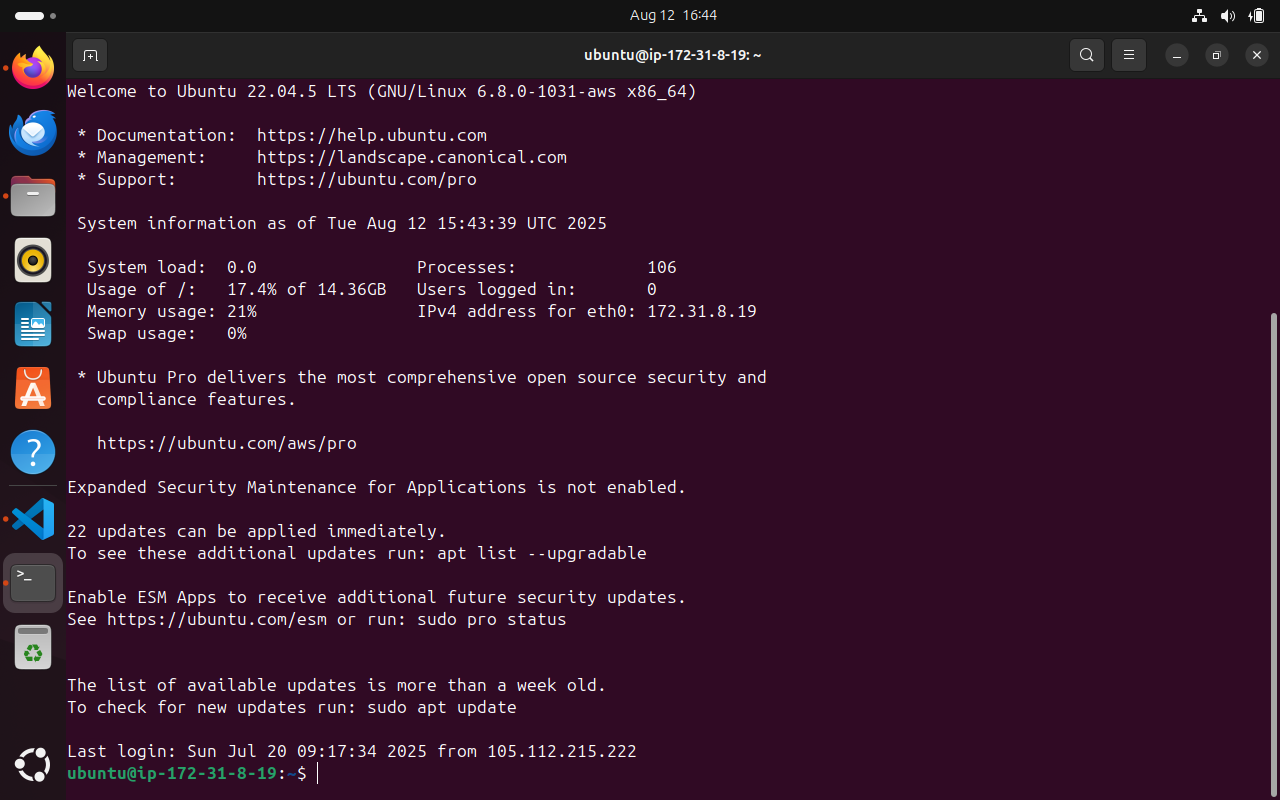 Aug 12 16:44
ubuntu@ip-172-31-8-19: ~
Welcome to Ubuntu 22.04.5 LTS (GNU/Linux 6.8.0-1031-aws x86_64)
* Documentation: https://help.ubuntu.com
* Management: https://landscape.canonical.com
* Support: https://ubuntu.com/pro
System information as of Tue Aug 12 15:43:39 UTC 2025
System load: 0.0 Processes: 106
Usage of /: 17.4% of 14.36GB Users logged in: 0
Memory usage: 21% IPv4 address for eth0: 172.31.8.19
Swap usage: 0%
* Ubuntu Pro delivers the most comprehensive open source security and
compliance features.
https://ubuntu.com/aws/pro
Expanded Security Maintenance for Applications is not enabled.
22 updates can be applied immediately.
To see these additional updates run: apt list --upgradable
Enable ESM Apps to receive additional future security updates.
See https://ubuntu.com/esm or run: sudo pro status
The list of available updates is more than a week old.
To check for new updates run: sudo apt update
Last login: Sun Jul 20 09:17:34 2025 from 105.112.215.222
ubuntu@ip-172-31-8-19:~$